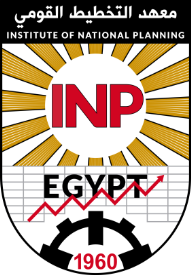 معهد التخطيط القومي
INSTITUTE OF NATIONAL PLANNING
INP
EGYPT
1960